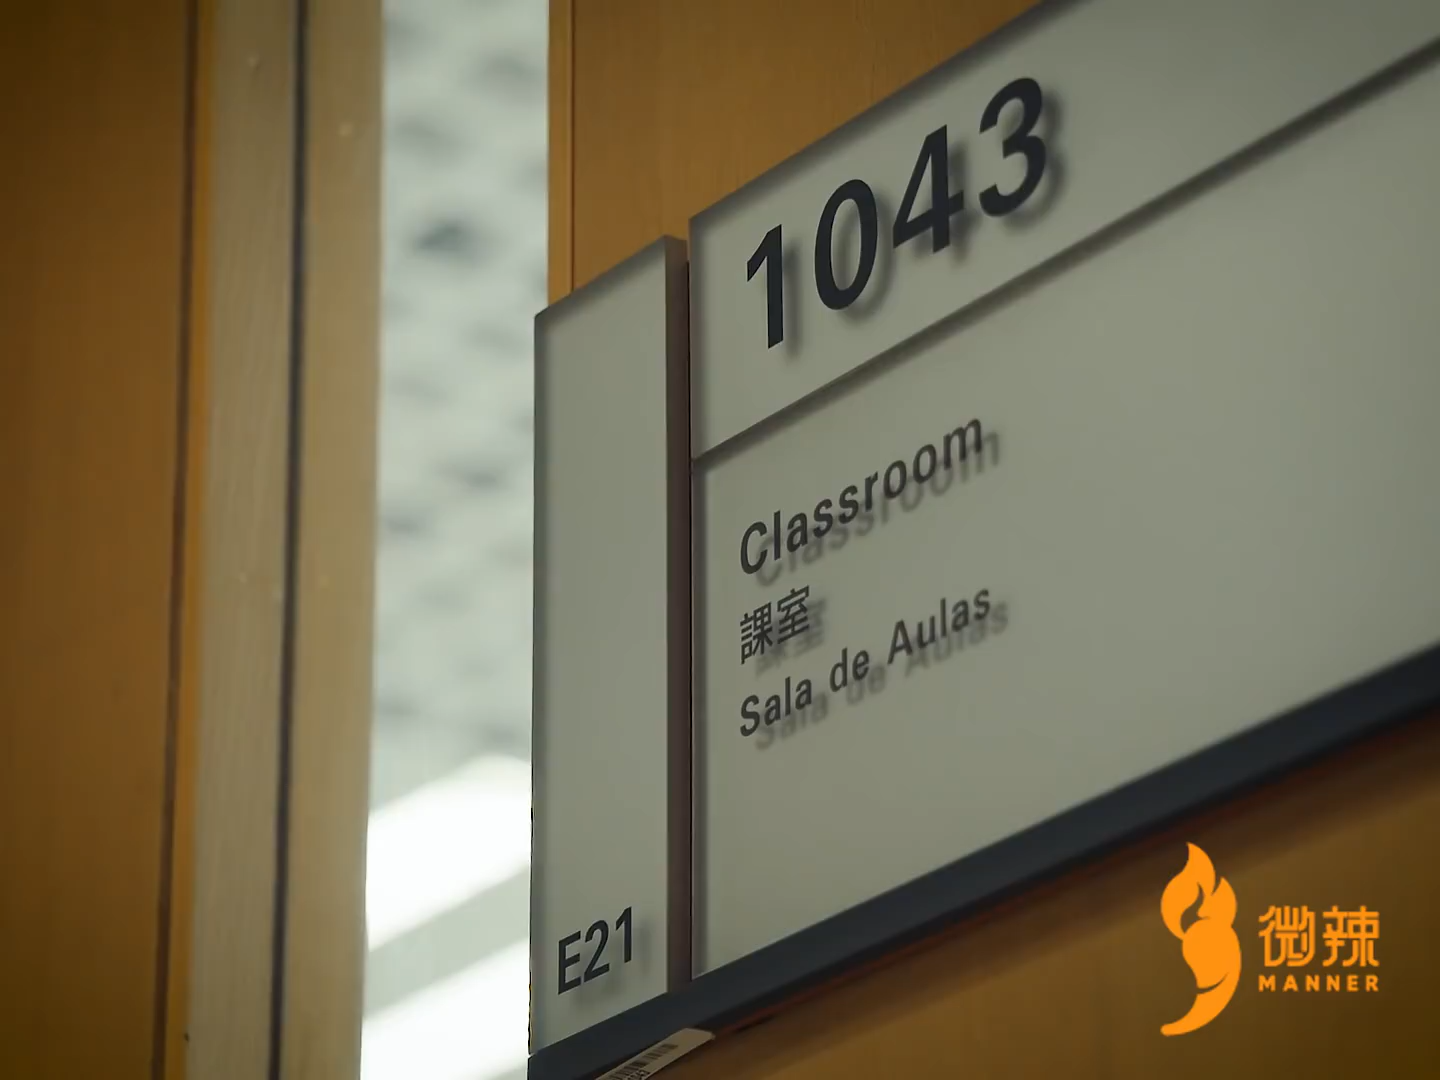 1043
Classroom
課室
Sala de Aulas
E21
微辣
MANNER